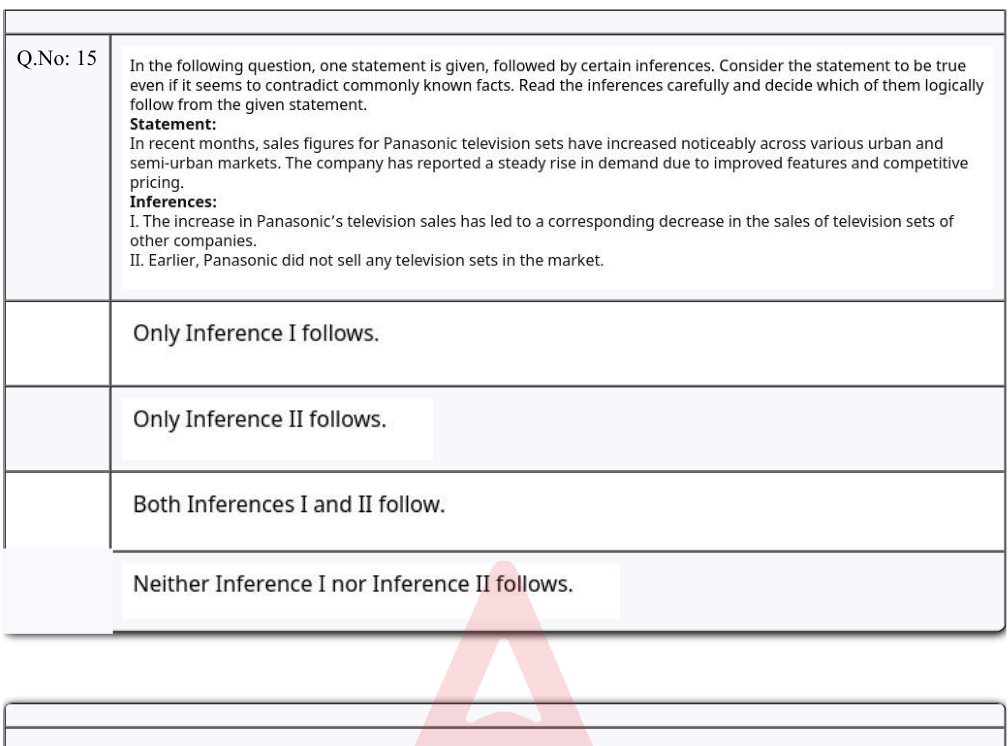 Q.No: 15
In the following question, one statement is given, followed by certain inferences. Consider the statement to be true
even if it seems to contradict commonly known facts. Read the inferences carefully and decide which of them logically
follow from the given statement.
Statement:
In recent months, sales figures for Panasonic television sets have increased noticeably across various urban and
semi-urban markets. The company has reported a steady rise in demand due to improved features and competitive
pricing.
Inferences:
I. The increase in Panasonic’s television sales has led to a corresponding decrease in the sales of television sets of
other companies.
II. Earlier, Panasonic did not sell any television sets in the market.
Only Inference I follows.
Only Inference II follows.
Both Inferences I and II follow.
Neither Inference I nor Inference II follows.